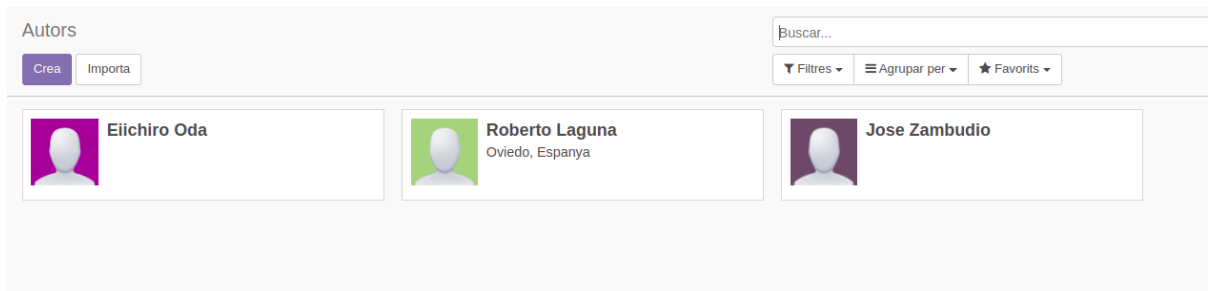 Autors
Buscar...
Crea
Importa
Filtres
Agrupar per
Favorits
Eiichiro Oda
Roberto Laguna
Oviedo, Espanya
Jose Zambudio